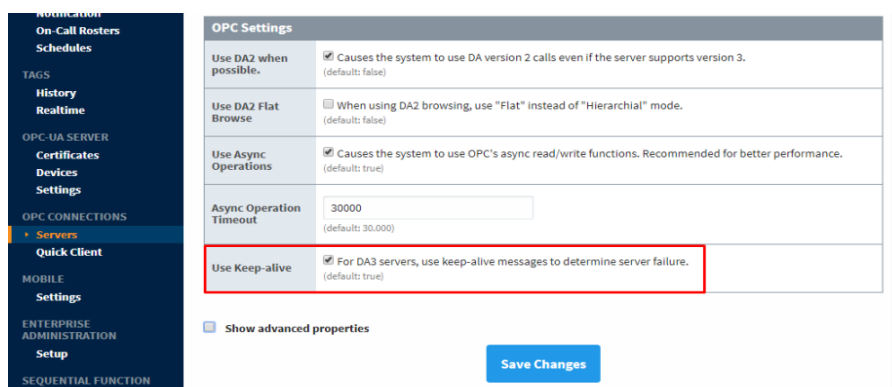 Notification
On-Call Rosters
Schedules
TAGS
History
Realtime
OPC-UA SERVER
Certificates
Devices
Settings
OPC CONNECTIONS
Servers
Quick Client
MOBILE
Settings
ENTERPRISE
ADMINISTRATION
Setup
SEQUENTIAL FUNCTION
OPC Settings
Use DA2 when
possible.
Causes the system to use DA version 2 calls even if the server supports version 3.
(default: false)
Use DA2 Flat
Browse
When using DA2 browsing, use "Flat" instead of "Hierarchial" mode.
(default: false)
Use Async
Operations
Causes the system to use OPC's async read/write functions. Recommended for better performance.
(default: true)
Async Operation
Timeout
30000
(default: 30.000)
Use Keep-alive
For DA3 servers, use keep-alive messages to determine server failure.
(default: true)
Show advanced properties
Save Changes